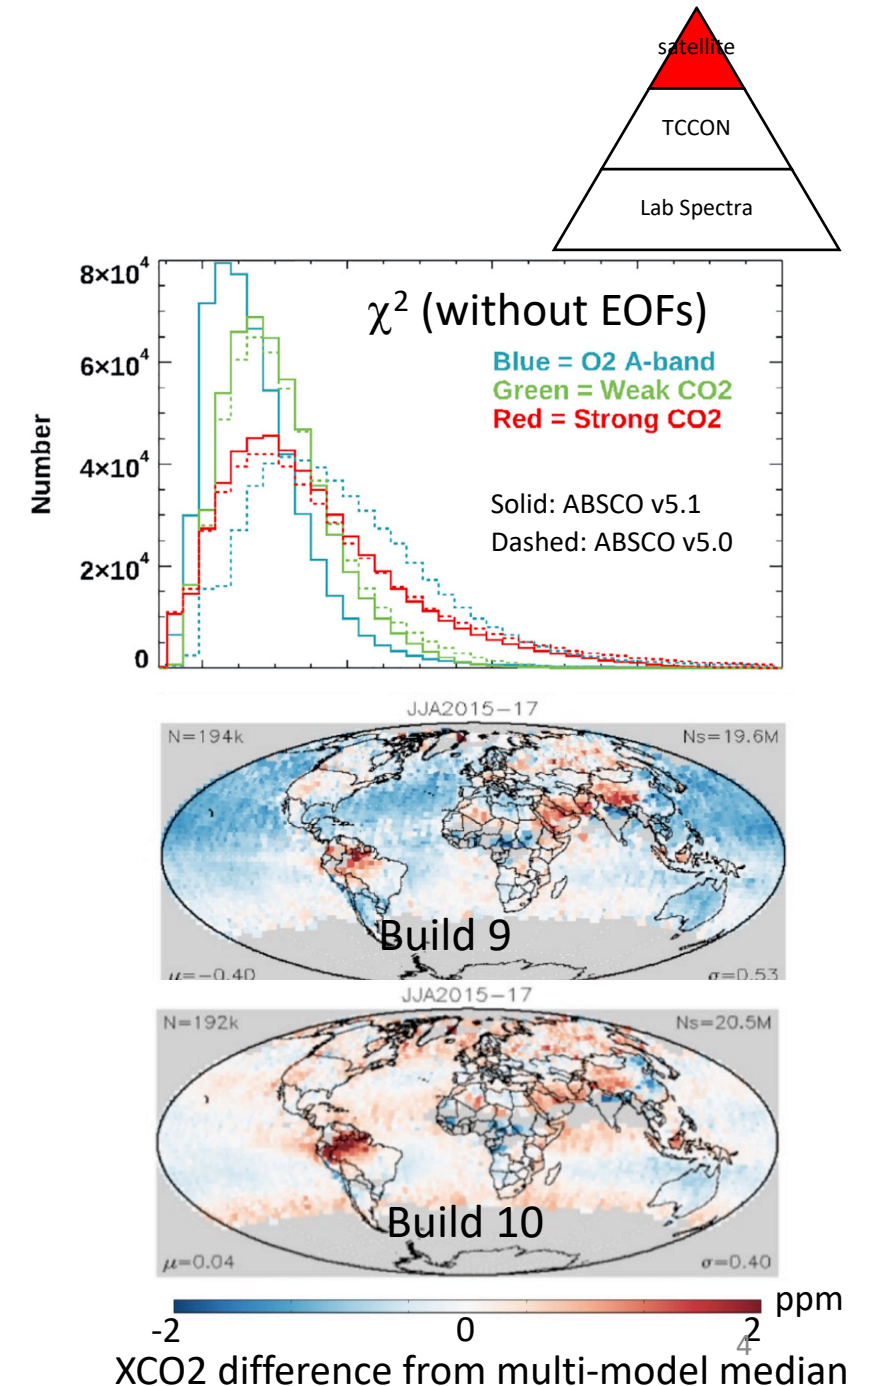 satellite
TCCON
Lab Spectra
8×10⁴
6×10⁴
4×10⁴
2×10⁴
0
Number
χ² (without EOFs)
Blue = O2 A-band
Green = Weak CO2
Red = Strong CO2
Solid: ABSCO v5.1
Dashed: ABSCO v5.0
JJA2015−17
N=194k
Ns=19.6M
Build 9
μ=−0.40
σ=0.53
JJA2015−17
N=192k
Ns=20.5M
Build 10
μ=0.04
σ=0.40
ppm
-2
0
2
4
XCO2 difference from multi-model median